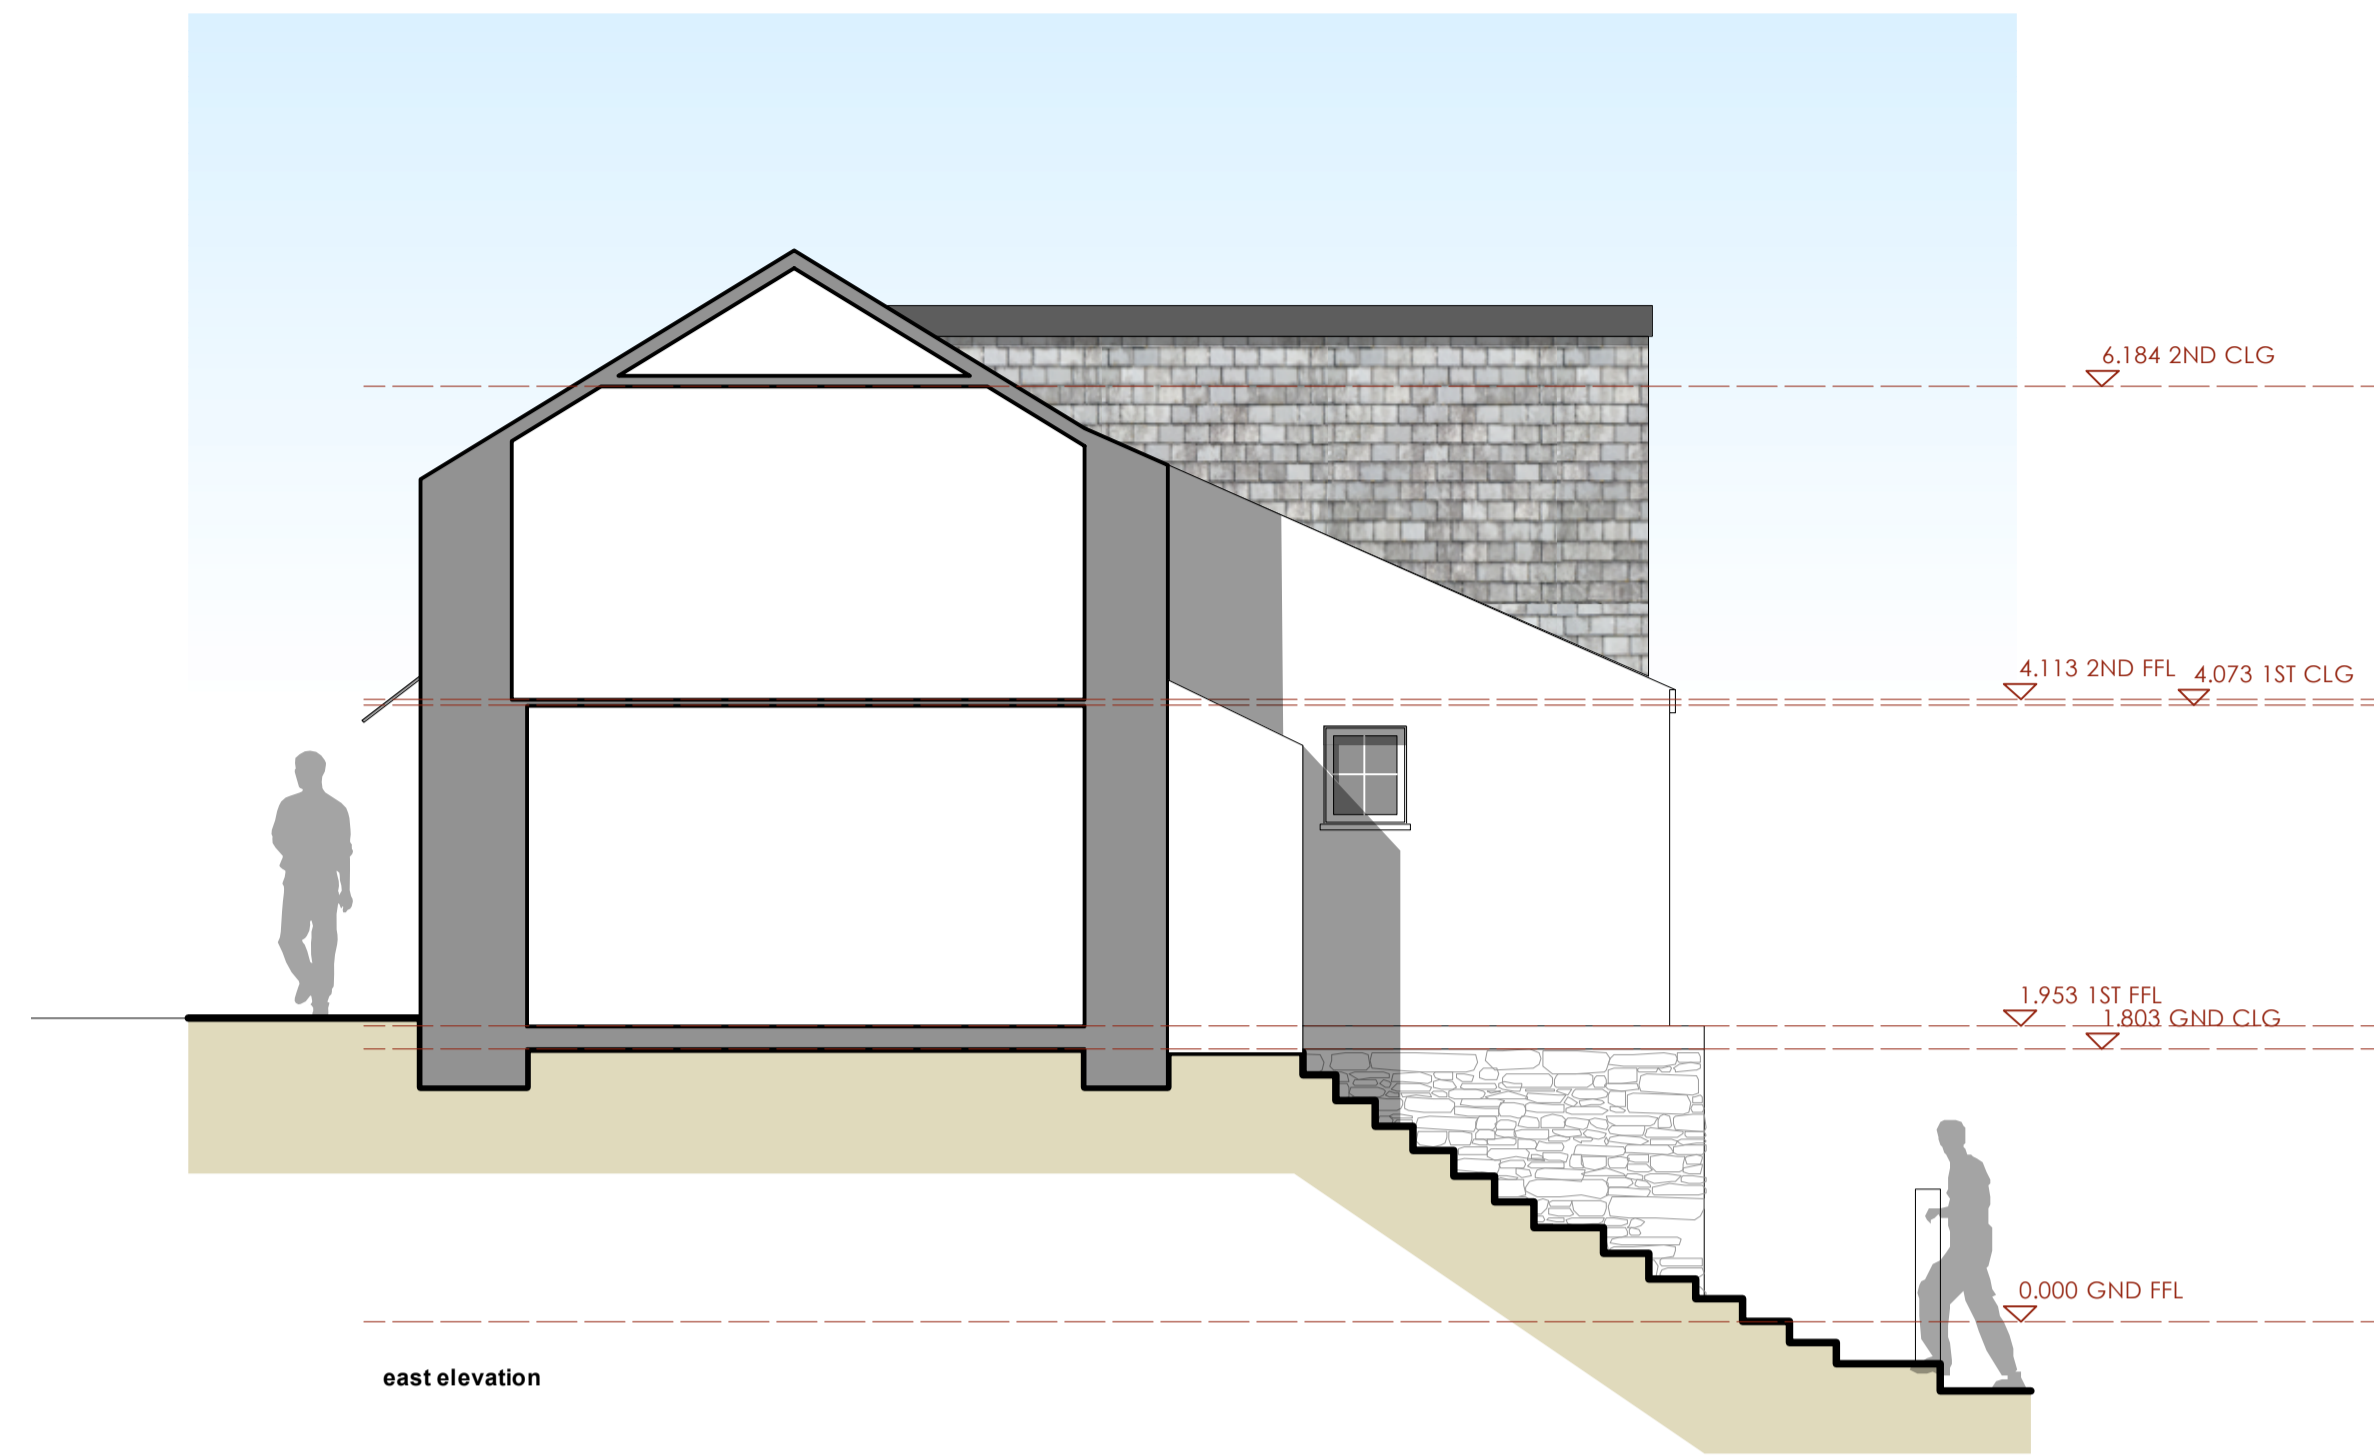 6.184 2ND CLG
4.113 2ND FFL
4.073 1ST CLG
1.953 1ST FFL
1.803 GND CLG
0.000 GND FFL
east elevation